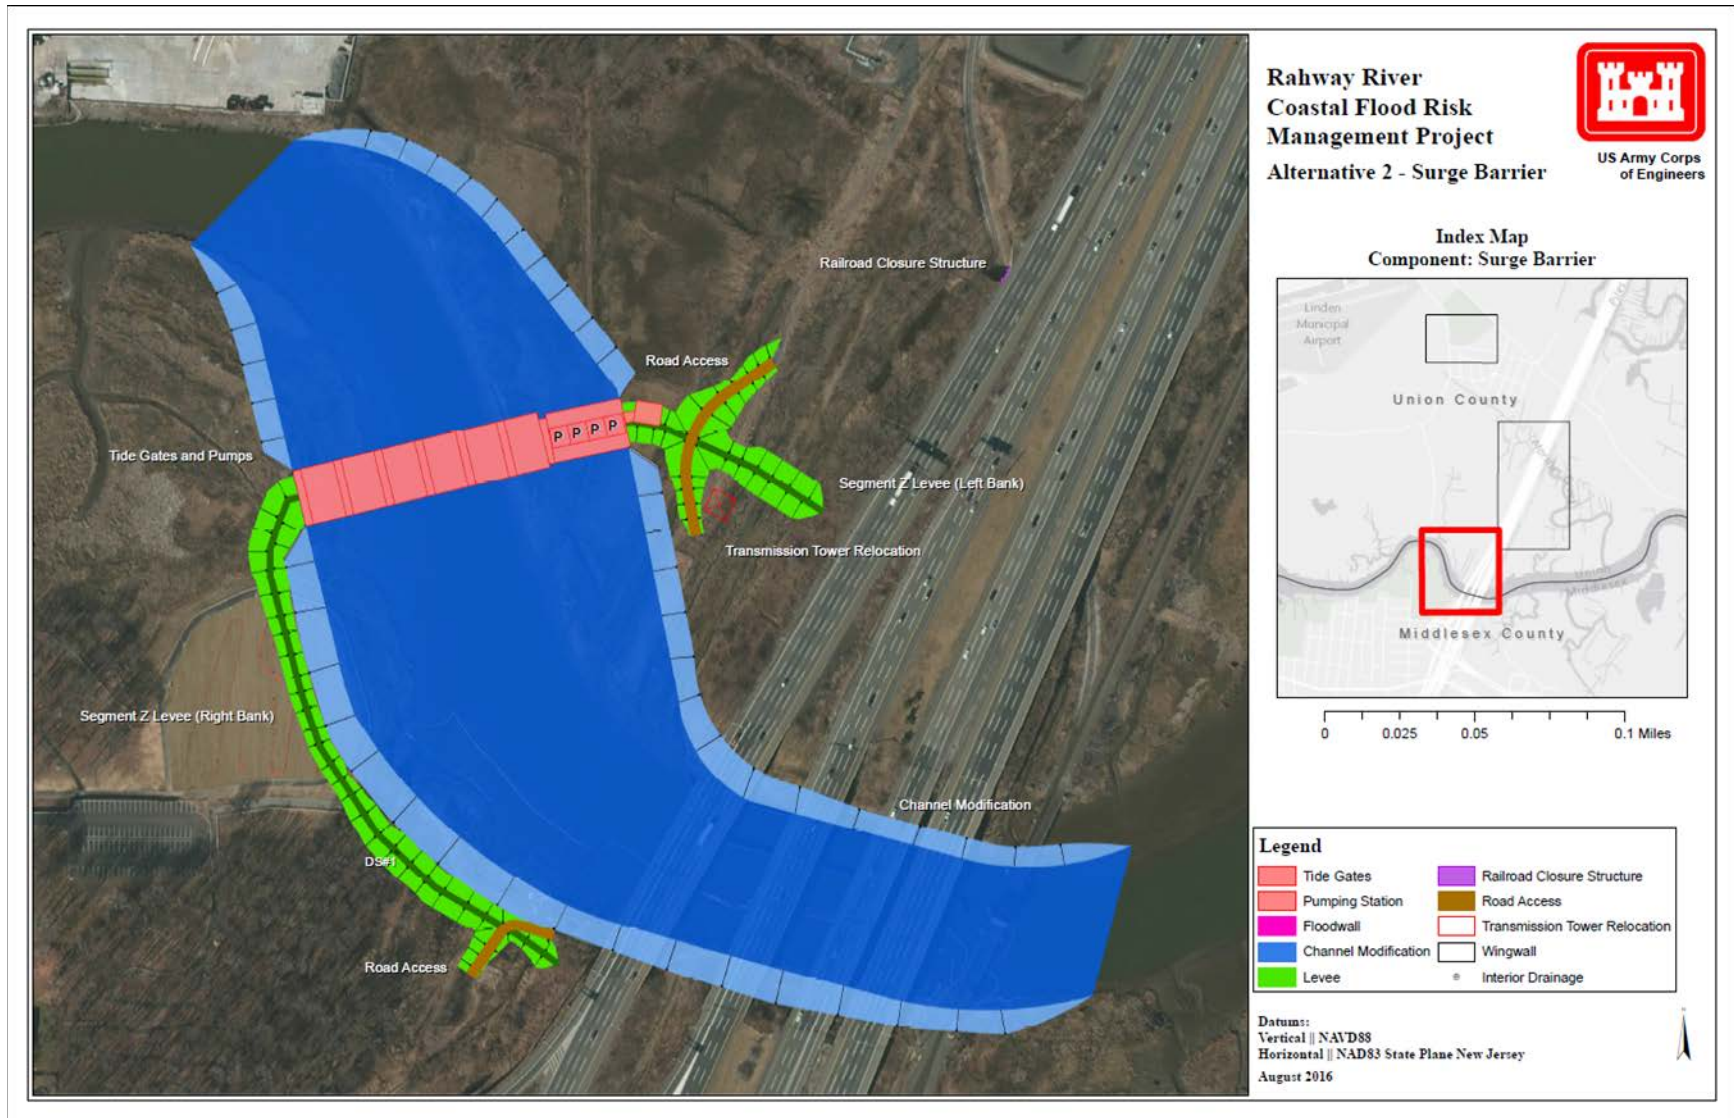 Rahway River
Coastal Flood Risk
Management Project
Alternative 2 - Surge Barrier
US Army Corps
of Engineers
Railroad Closure Structure
Road Access
P P P P
Tide Gates and Pumps
Segment Z Levee (Left Bank)
Transmission Tower Relocation
Segment Z Levee (Right Bank)
Channel Modification
DS#1
Road Access
Index Map
Component: Surge Barrier
Linden
Municipal
Airport
Union County
Union
Middlesex
Middlesex County
0 0.025 0.05 0.1 Miles
Legend
Tide Gates
Pumping Station
Floodwall
Channel Modification
Levee
Railroad Closure Structure
Road Access
Transmission Tower Relocation
Wingwall
Interior Drainage
Datums:
Vertical || NAVD88
Horizontal || NAD83 State Plane New Jersey
August 2016